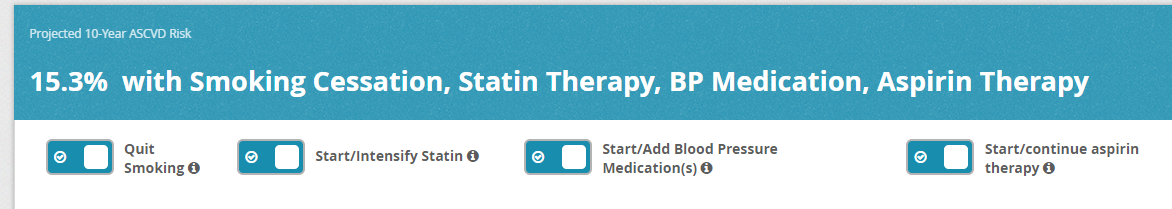 Projected 10-Year ASCVD Risk
15.3% with Smoking Cessation, Statin Therapy, BP Medication, Aspirin Therapy
Quit
Smoking
Start/Intensify Statin
Start/Add Blood Pressure
Medication(s)
Start/continue aspirin
therapy